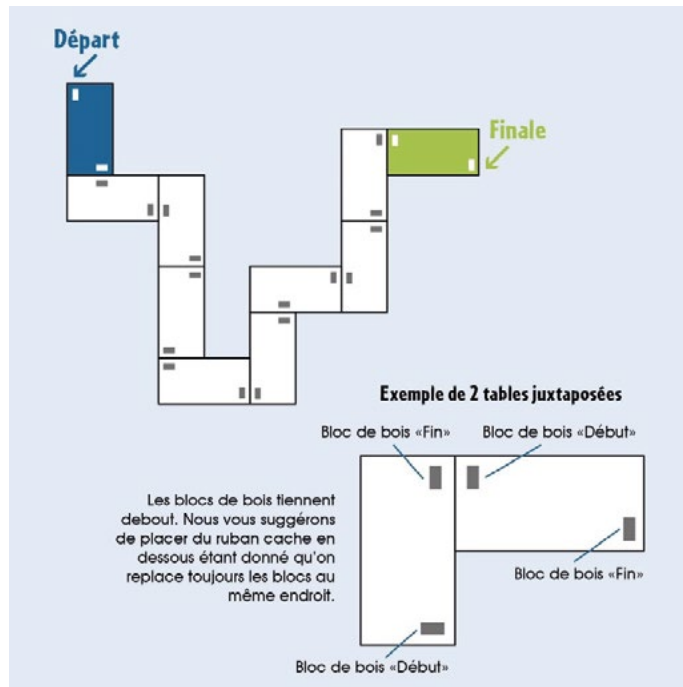 Départ
Finale
Exemple de 2 tables juxtaposées
Bloc de bois «Fin»
Bloc de bois «Début»
Les blocs de bois tiennent
debout. Nous vous suggérons
de placer du ruban cache en
dessous étant donné qu'on
replace toujours les blocs au
même endroit.
Bloc de bois «Fin»
Bloc de bois «Début»